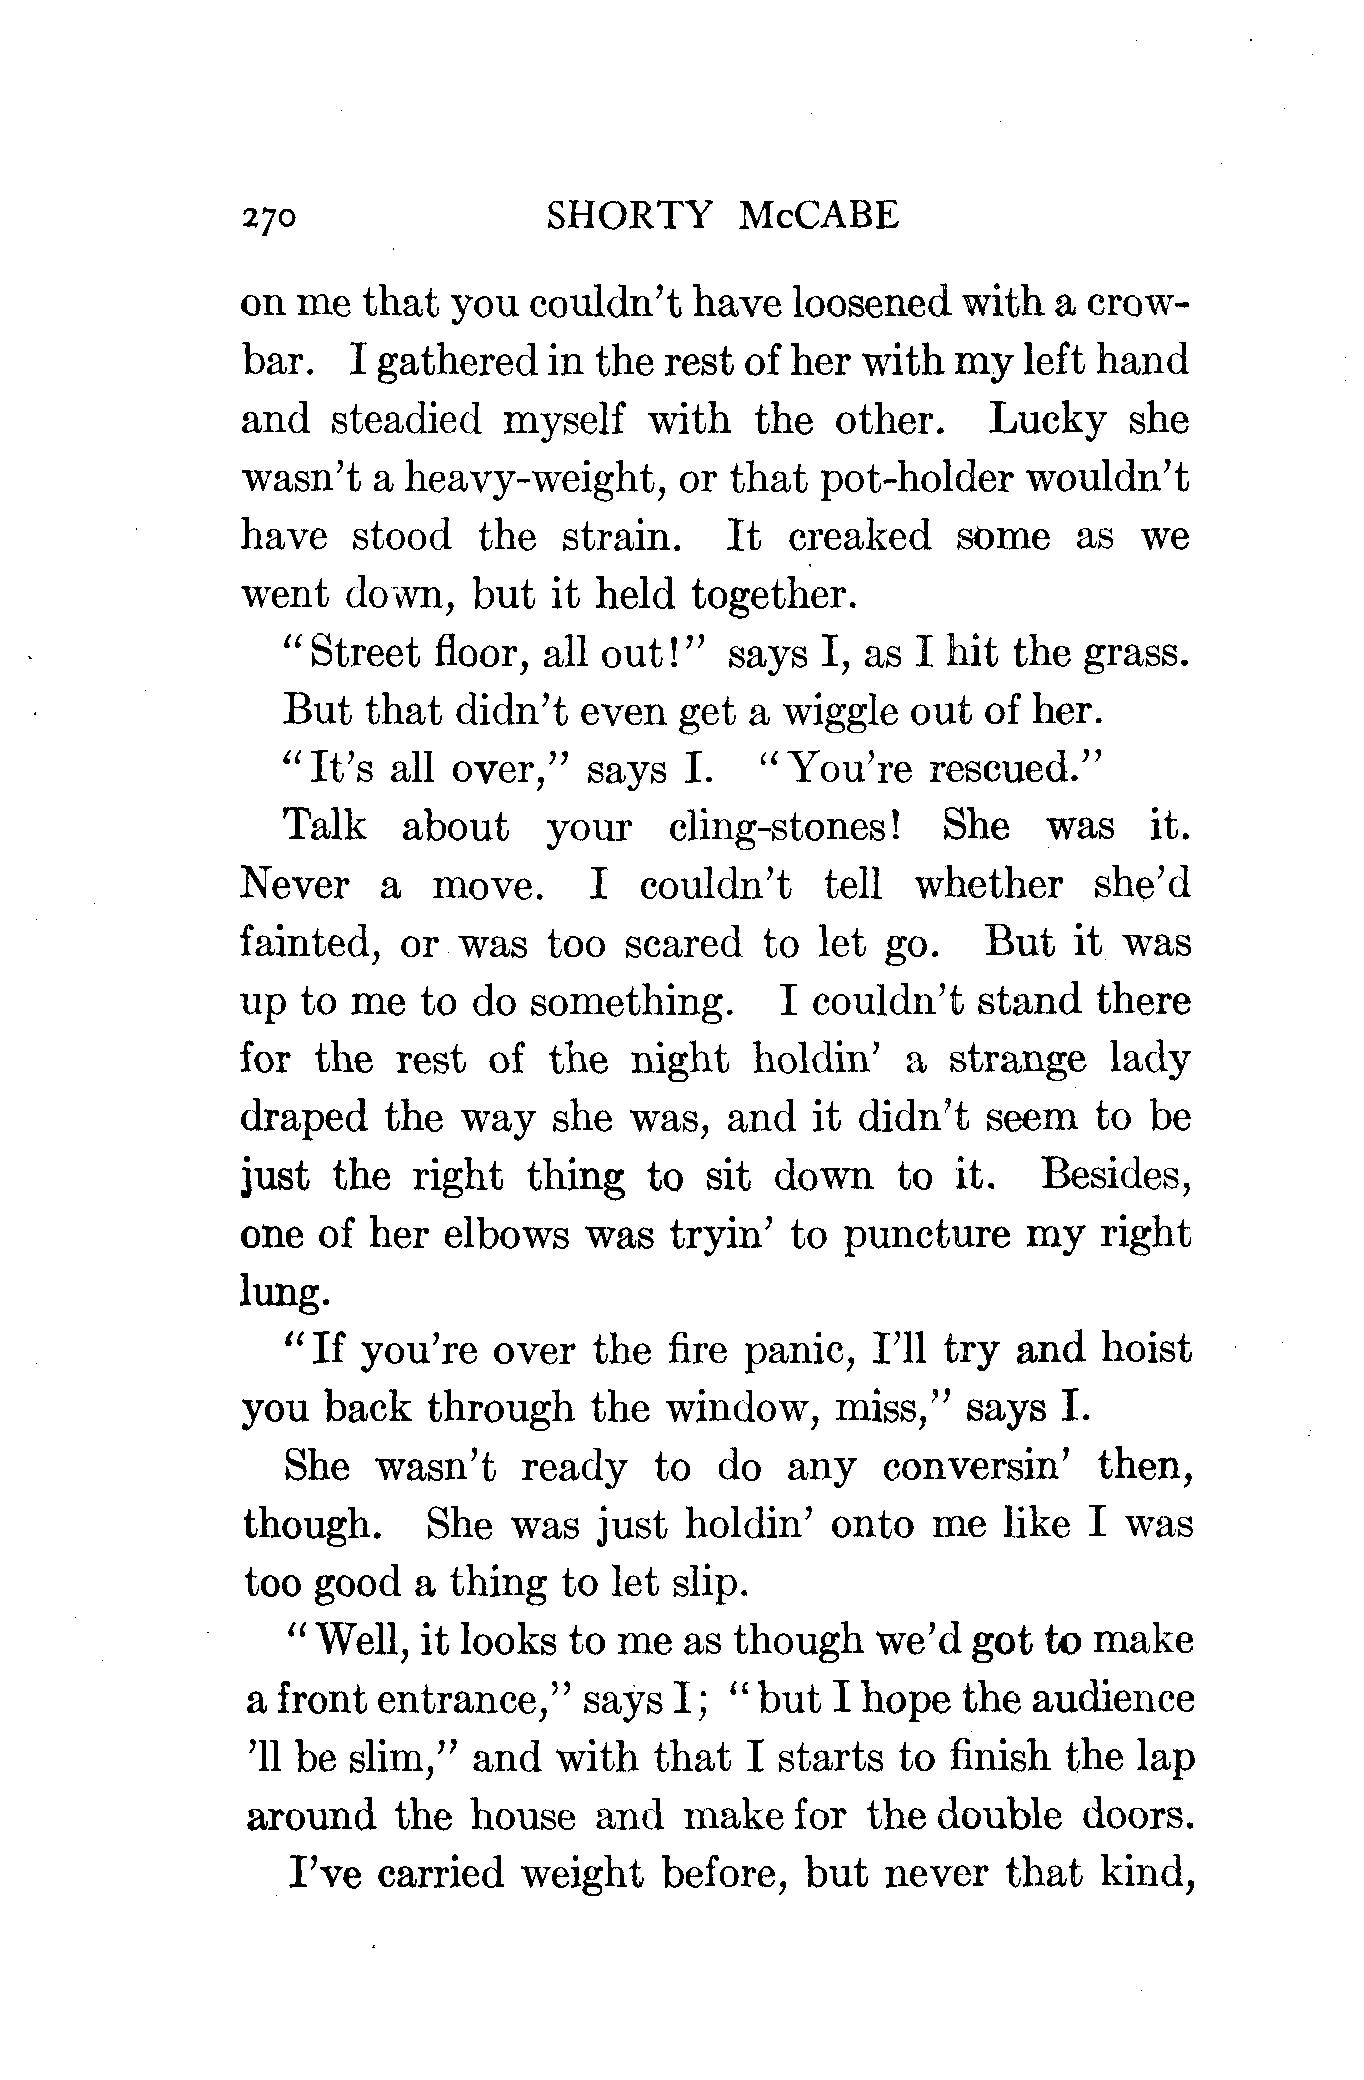 270 SHORTY McCABE
on me that you couldn't have loosened with a crow-
bar. I gathered in the rest of her with my left hand
and steadied myself with the other. Lucky she
wasn't a heavy-weight, or that pot-holder wouldn't
have stood the strain. It creaked some as we
went down, but it held together.
"Street floor, all out!" says I, as I hit the grass.
But that didn't even get a wiggle out of her.
"It's all over," says I. "You're rescued."
Talk about your cling-stones! She was it.
Never a move. I couldn't tell whether she'd
fainted, or was too scared to let go. But it was
up to me to do something. I couldn't stand there
for the rest of the night holdin' a strange lady
draped the way she was, and it didn't seem to be
just the right thing to sit down to it. Besides,
one of her elbows was tryin' to puncture my right
lung.
"If you're over the fire panic, I'll try and hoist
you back through the window, miss," says I.
She wasn't ready to do any conversin' then,
though. She was just holdin' onto me like I was
too good a thing to let slip.
"Well, it looks to me as though we'd got to make
a front entrance," says I; "but I hope the audience
'll be slim," and with that I starts to finish the lap
around the house and make for the double doors.
I've carried weight before, but never that kind,